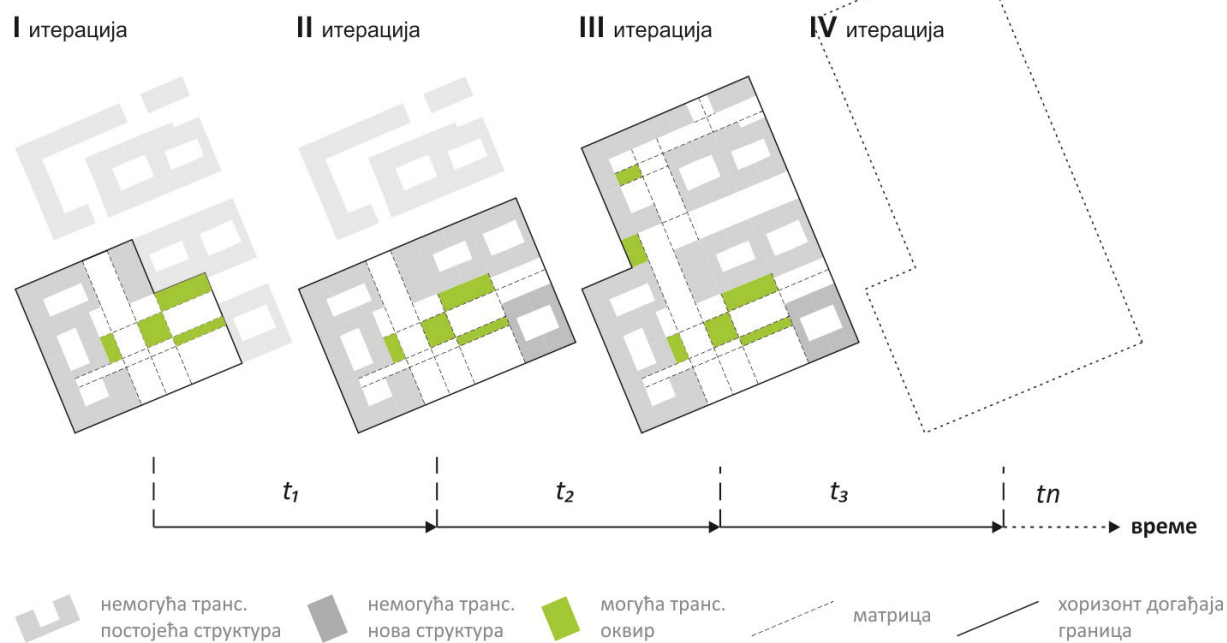 I итерација
II итерација
III итерација
IV итерација
t₁
t₂
t₃
tn
време
немогућа транс.
постојећа структура
немогућа транс.
нова структура
могућа транс.
оквир
матрица
хоризонт догађаја
граница